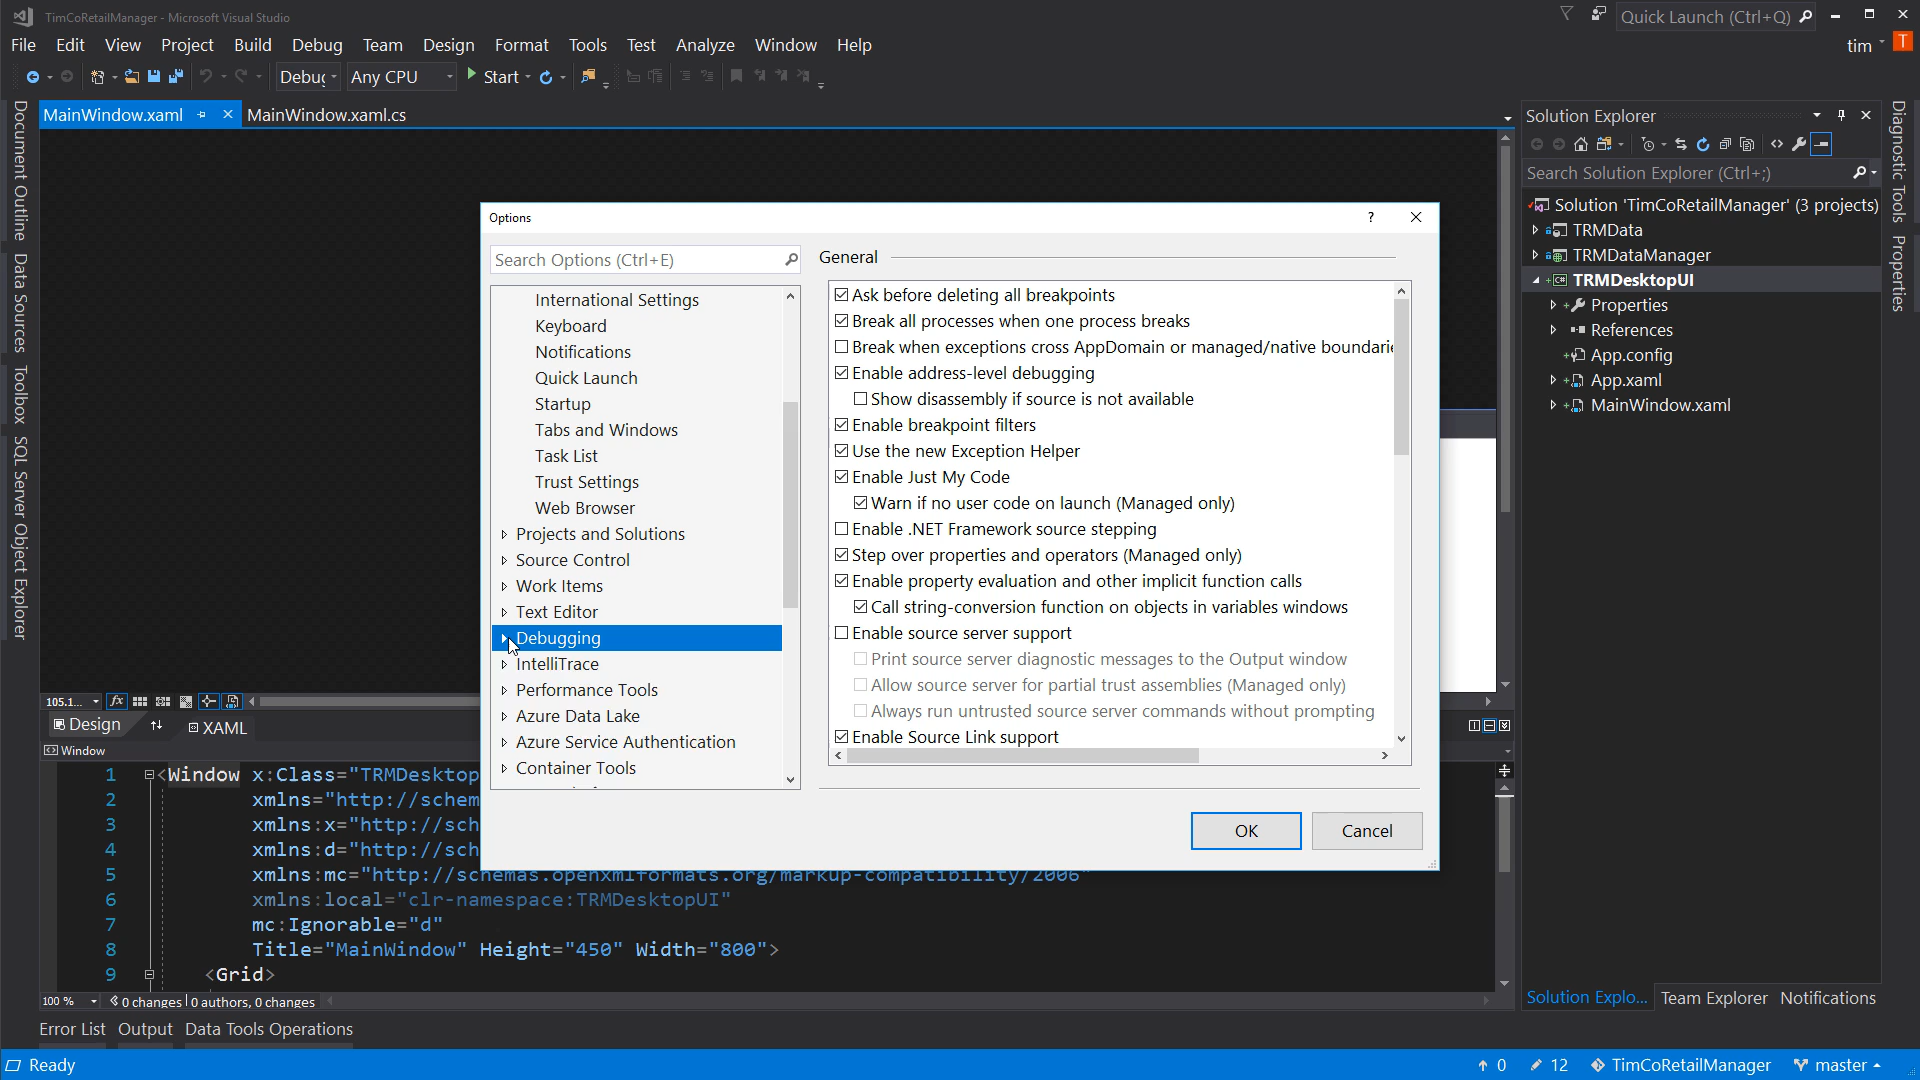 TimCoRetailManager - Microsoft Visual Studio
Quick Launch (Ctrl+Q)
File Edit View Project Build Debug Team Design Format Tools Test Analyze Window Help
tim T
Debug Any CPU Start
MainWindow.xaml MainWindow.xaml.cs
Document Outline
Data Sources
Toolbox
SQL Server Object Explorer
Options
Search Options (Ctrl+E)
International Settings
Keyboard
Notifications
Quick Launch
Startup
Tabs and Windows
Task List
Trust Settings
Web Browser
Projects and Solutions
Source Control
Work Items
Text Editor
Debugging
IntelliTrace
Performance Tools
Azure Data Lake
Azure Service Authentication
Container Tools
General
Ask before deleting all breakpoints
Break all processes when one process breaks
Break when exceptions cross AppDomain or managed/native boundarie
Enable address-level debugging
Show disassembly if source is not available
Enable breakpoint filters
Use the new Exception Helper
Enable Just My Code
Warn if no user code on launch (Managed only)
Enable .NET Framework source stepping
Step over properties and operators (Managed only)
Enable property evaluation and other implicit function calls
Call string-conversion function on objects in variables windows
Enable source server support
Print source server diagnostic messages to the Output window
Allow source server for partial trust assemblies (Managed only)
Always run untrusted source server commands without prompting
Enable Source Link support
OK Cancel
Solution Explorer
Search Solution Explorer (Ctrl+;)
Solution 'TimCoRetailManager' (3 projects)
TRMData
TRMDataManager
TRMDesktopUI
Properties
References
App.config
App.xaml
MainWindow.xaml
Diagnostic Tools
Properties
105.1...
Design XAML
Window
1 <Window x:Class="TRMDesktop
2 xmlns="http://schem
3 xmlns:x="http://sch
4 xmlns:d="http://sch
5 xmlns:mc="http://schemas.openxmlformats.org/markup-compatibility/2006"
6 xmlns:local="clr-namespace:TRMDesktopUI"
7 mc:Ignorable="d"
8 Title="MainWindow" Height="450" Width="800">
9 <Grid>
100 % 0 changes | 0 authors, 0 changes
Solution Explo... Team Explorer Notifications
Error List Output Data Tools Operations
Ready 0 12 TimCoRetailManager master